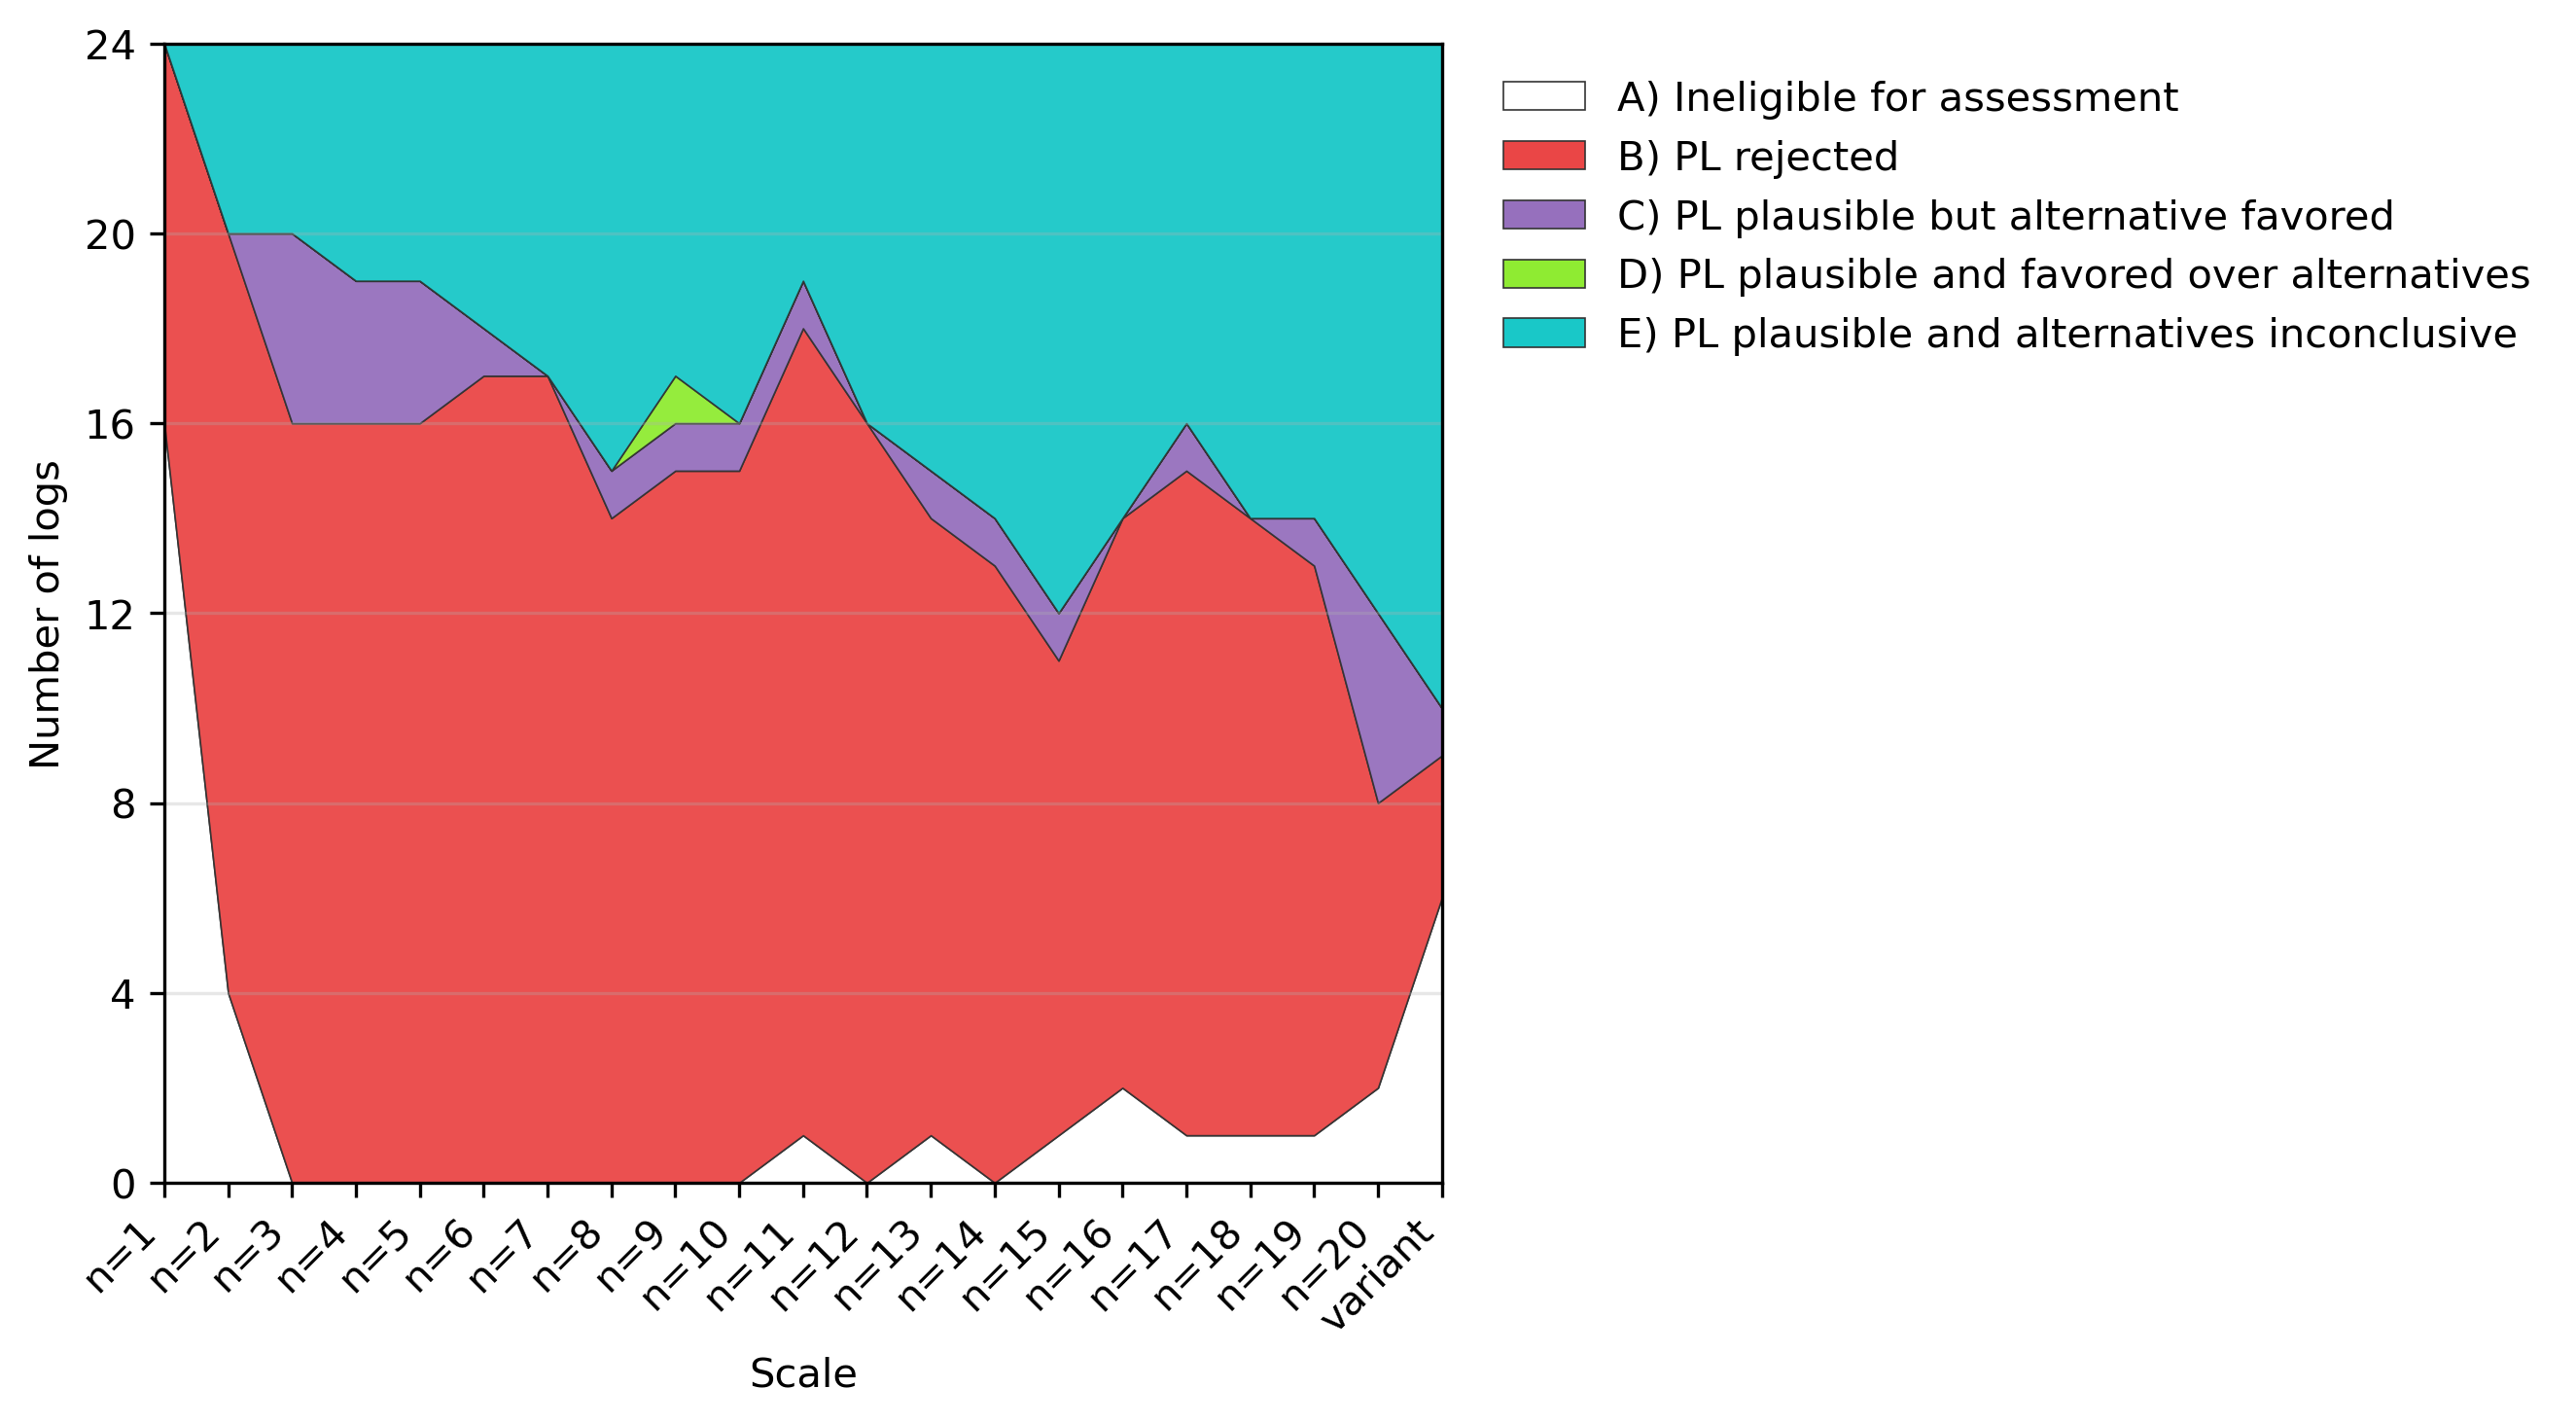 24
20
16
12
8
4
0
Number of logs
n=1
n=2
n=3
n=4
n=5
n=6
n=7
n=8
n=9
n=10
n=11
n=12
n=13
n=14
n=15
n=16
n=17
n=18
n=19
n=20
variant
Scale
A) Ineligible for assessment
B) PL rejected
C) PL plausible but alternative favored
D) PL plausible and favored over alternatives
E) PL plausible and alternatives inconclusive